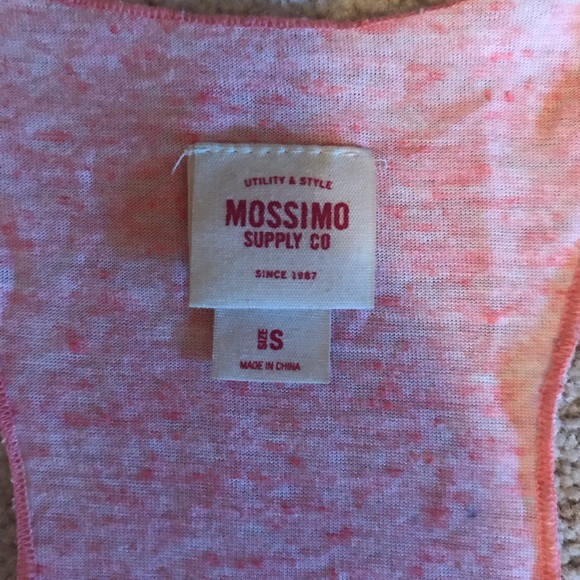 UTILITY & STYLE
MOSSIMO
SUPPLY CO
SINCE 1987
SIZE S
MADE IN CHINA